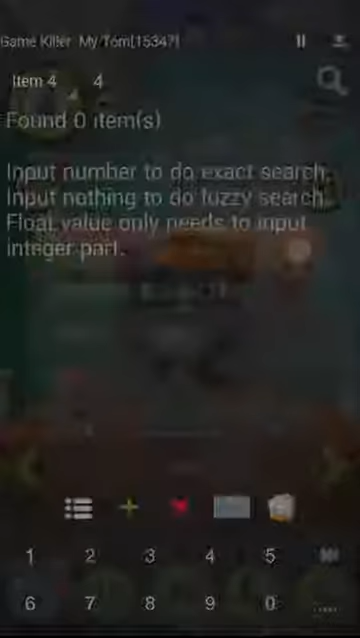 Game Killer My Tom[15347]
Item 4 4
Found 0 item(s)
Input number to do exact search.
Input nothing to do fuzzy search.
Float value only needs to input
integer part.
1 2 3 4 5
6 7 8 9 0 .....